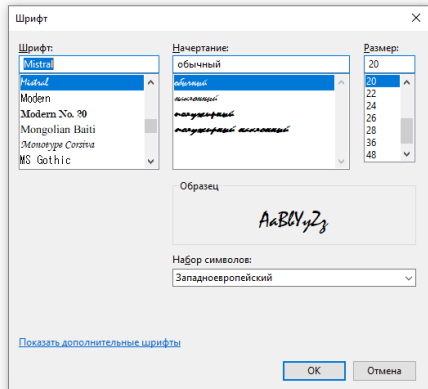 Шрифт
Шрифт:
Mistral
Mistral
Modern
Modern No. 20
Mongolian Baiti
Monotype Corsiva
MS Gothic
Начертание:
обычный
обычный
наклонный
полужирный
полужирный наклонный
Размер:
20
20
22
24
26
28
36
48
Образец
AaBbYyZz
Набор символов:
Западноевропейский
Показать дополнительные шрифты
OK
Отмена